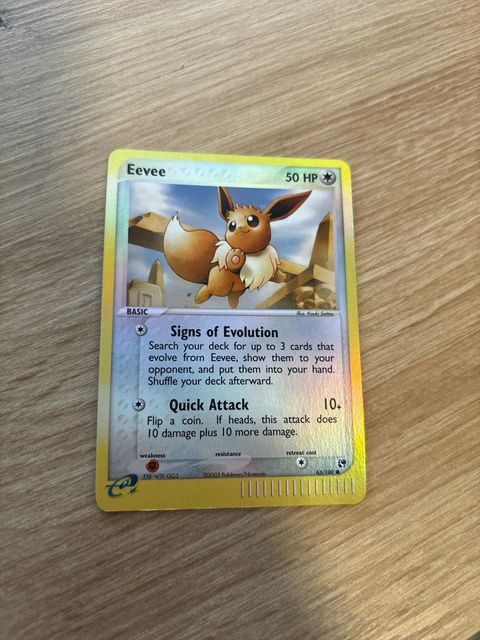 Eevee 50 HP
BASIC Illus. Kouki Saitou
Signs of Evolution
Search your deck for up to 3 cards that
evolve from Eevee, show them to your
opponent, and put them into your hand.
Shuffle your deck afterward.
Quick Attack 10+
Flip a coin. If heads, this attack does
10 damage plus 10 more damage.
weakness resistance retreat cost
©2003 Pokémon/Nintendo 63/100
e